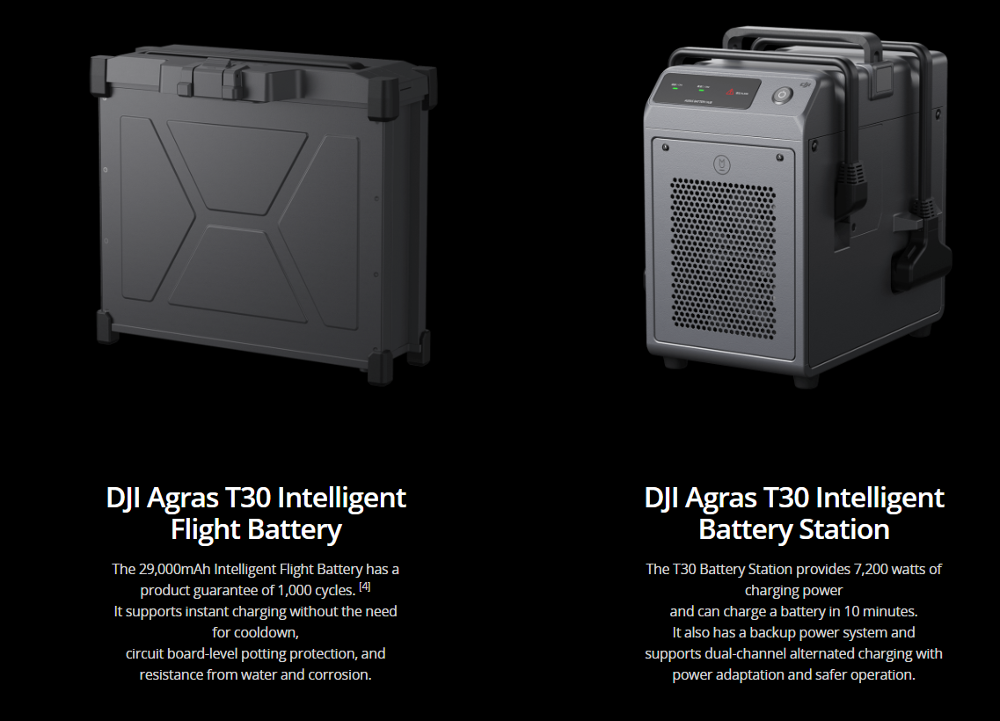 DJI Agras T30 Intelligent
Flight Battery
The 29,000mAh Intelligent Flight Battery has a
product guarantee of 1,000 cycles. [4]
It supports instant charging without the need
for cooldown,
circuit board-level potting protection, and
resistance from water and corrosion.
DJI Agras T30 Intelligent
Battery Station
The T30 Battery Station provides 7,200 watts of
charging power
and can charge a battery in 10 minutes.
It also has a backup power system and
supports dual-channel alternated charging with
power adaptation and safer operation.